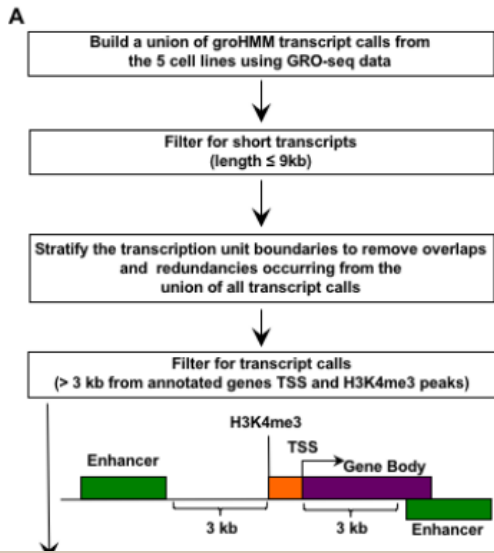 A
Build a union of groHMM transcript calls from
the 5 cell lines using GRO-seq data
Filter for short transcripts
(length ≤ 9kb)
Stratify the transcription unit boundaries to remove overlaps
and redundancies occurring from the
union of all transcript calls
Filter for transcript calls
(> 3 kb from annotated genes TSS and H3K4me3 peaks)
H3K4me3
TSS
Enhancer
Gene Body
3 kb
3 kb
Enhancer